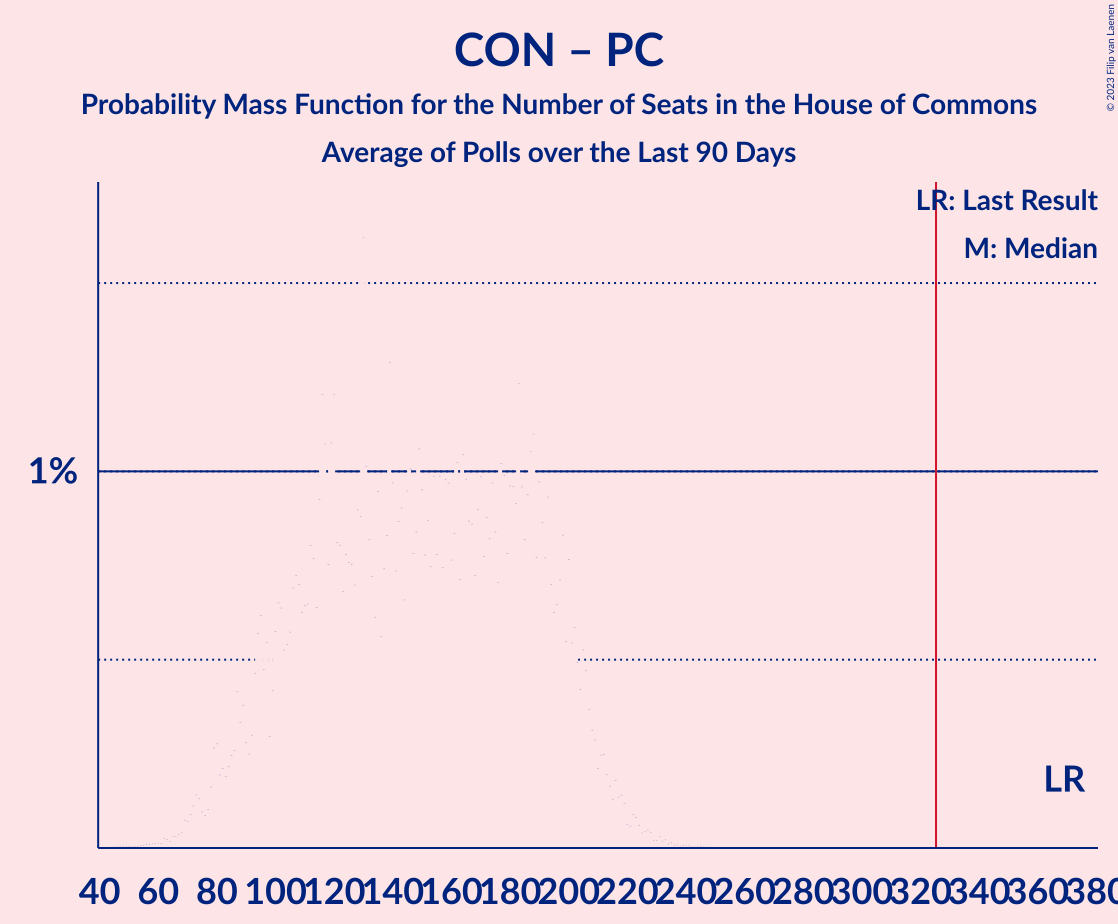 CON – PC
Probability Mass Function for the Number of Seats in the House of Commons
Average of Polls over the Last 90 Days
© 2023 Filip van Laenen
LR: Last Result
M: Median
1%
LR
40 60 80 100 120 140 160 180 200 220 240 260 280 300 320 340 360 380